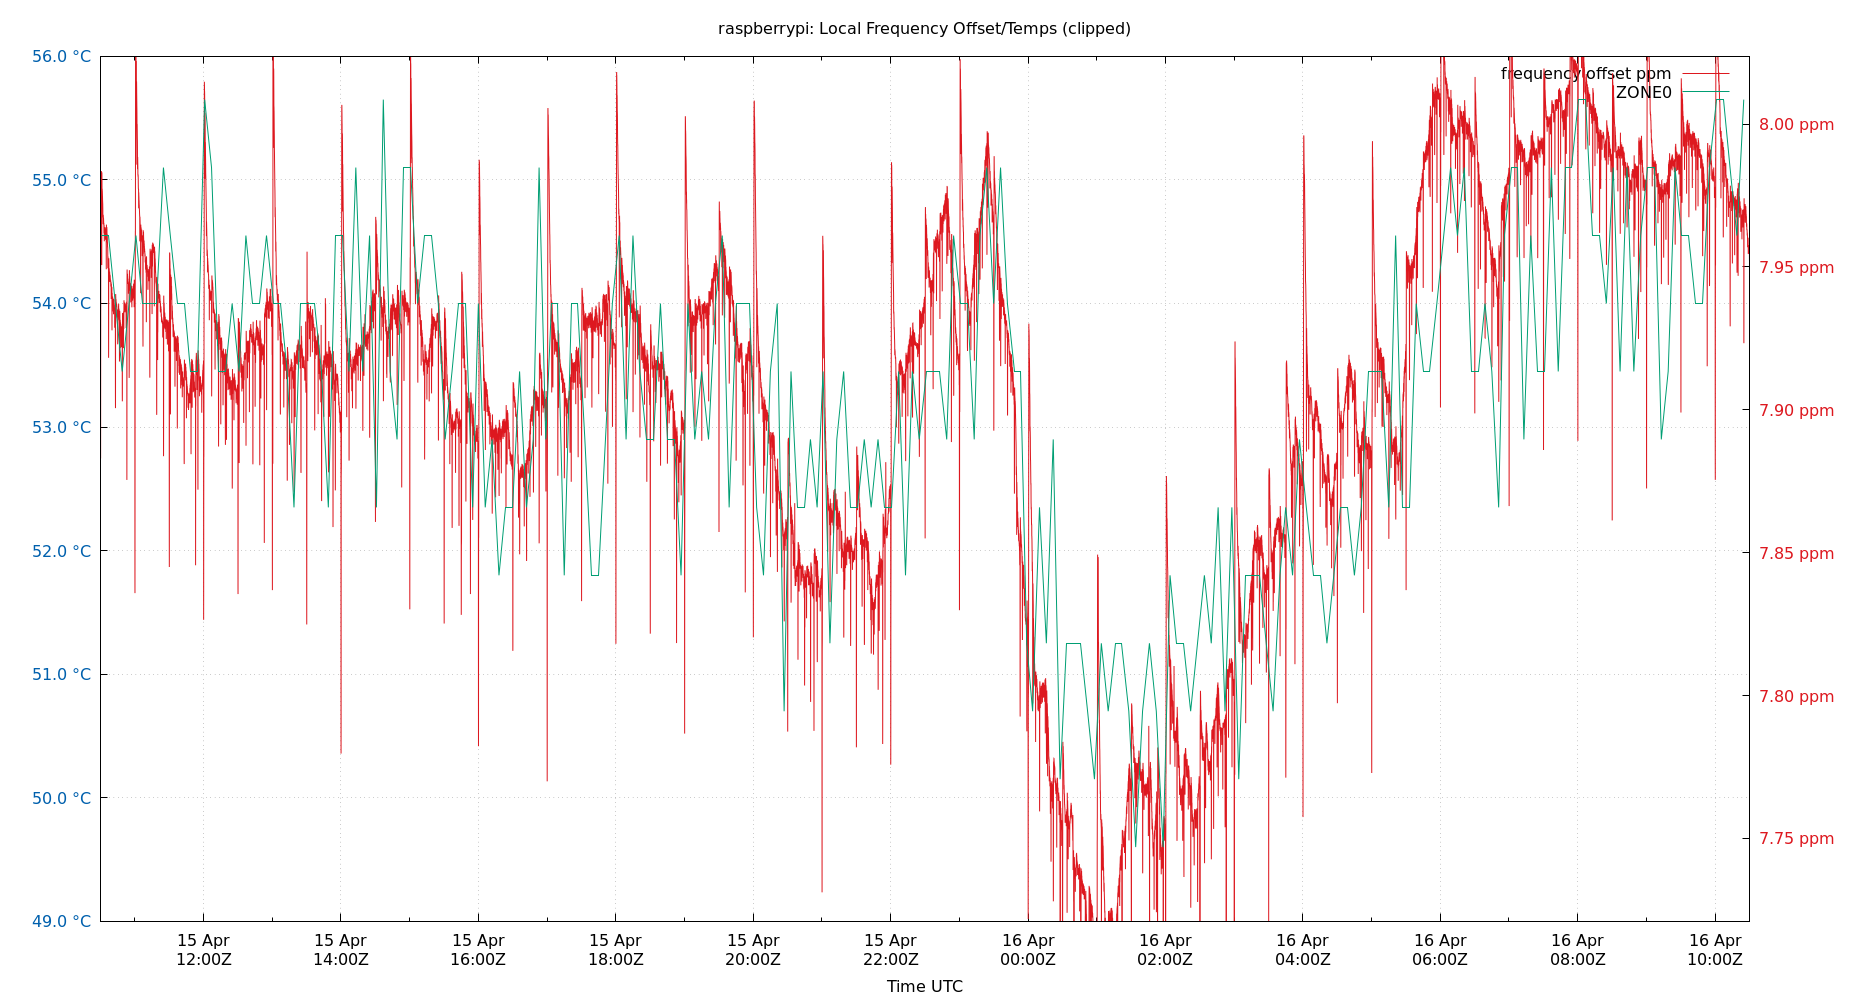 raspberrypi: Local Frequency Offset/Temps (clipped)
56.0 °C
55.0 °C
54.0 °C
53.0 °C
52.0 °C
51.0 °C
50.0 °C
49.0 °C
frequency offset ppm
ZONE0
8.00 ppm
7.95 ppm
7.90 ppm
7.85 ppm
7.80 ppm
7.75 ppm
15 Apr
12:00Z
15 Apr
14:00Z
15 Apr
16:00Z
15 Apr
18:00Z
15 Apr
20:00Z
15 Apr
22:00Z
16 Apr
00:00Z
16 Apr
02:00Z
16 Apr
04:00Z
16 Apr
06:00Z
16 Apr
08:00Z
16 Apr
10:00Z
Time UTC